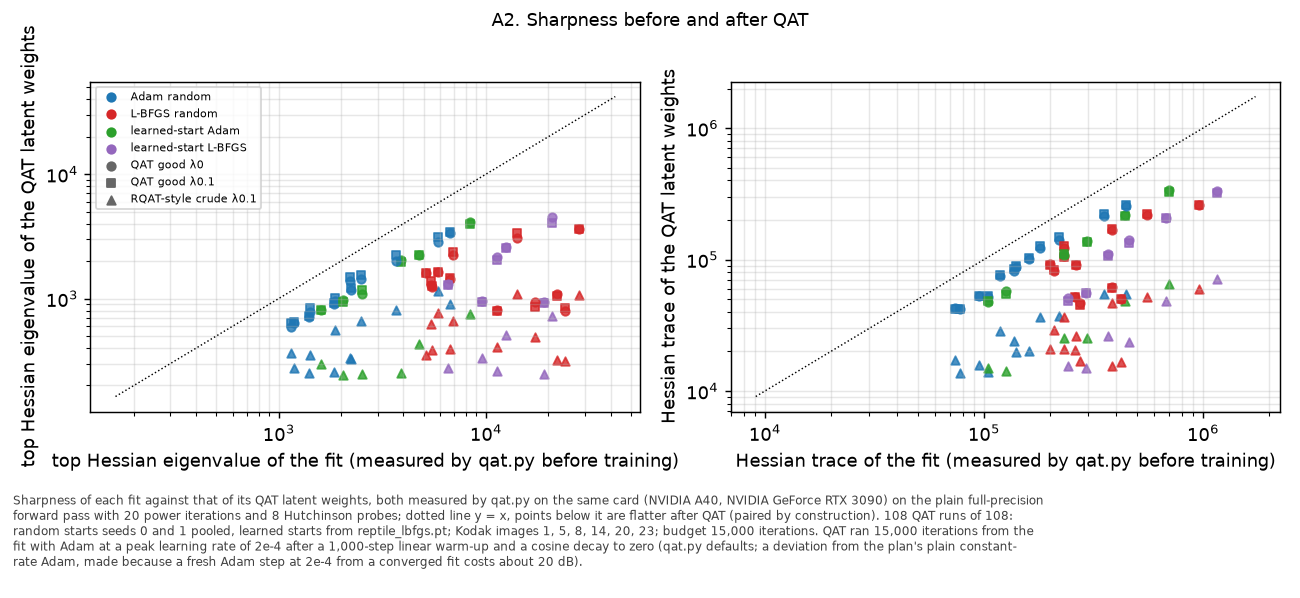 A2. Sharpness before and after QAT
top Hessian eigenvalue of the QAT latent weights
10⁴
10³
Adam random
L-BFGS random
learned-start Adam
learned-start L-BFGS
QAT good λ0
QAT good λ0.1
RQAT-style crude λ0.1
10³ 10⁴
top Hessian eigenvalue of the fit (measured by qat.py before training)
Hessian trace of the QAT latent weights
10⁶
10⁵
10⁴
10⁴ 10⁵ 10⁶
Hessian trace of the fit (measured by qat.py before training)
Sharpness of each fit against that of its QAT latent weights, both measured by qat.py on the same card (NVIDIA A40, NVIDIA GeForce RTX 3090) on the plain full-precision
forward pass with 20 power iterations and 8 Hutchinson probes; dotted line y = x, points below it are flatter after QAT (paired by construction). 108 QAT runs of 108:
random starts seeds 0 and 1 pooled, learned starts from reptile_lbfgs.pt; Kodak images 1, 5, 8, 14, 20, 23; budget 15,000 iterations. QAT ran 15,000 iterations from the
fit with Adam at a peak learning rate of 2e-4 after a 1,000-step linear warm-up and a cosine decay to zero (qat.py defaults; a deviation from the plan's plain constant-
rate Adam, made because a fresh Adam step at 2e-4 from a converged fit costs about 20 dB).